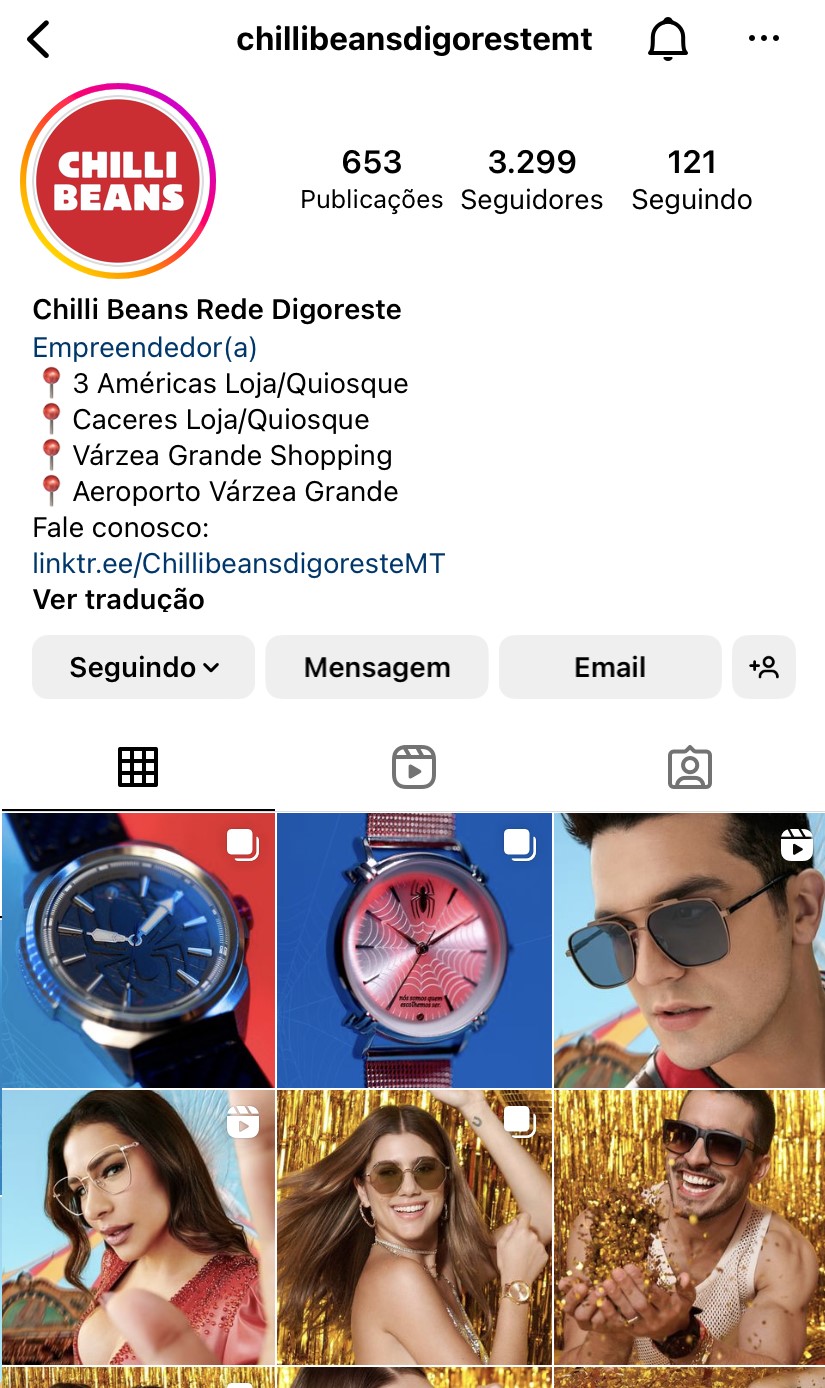 chillibeansdigorestemt
CHILLI
BEANS
653
Publicações
3.299
Seguidores
121
Seguindo
Chilli Beans Rede Digoreste
Empreendedor(a)
📍 3 Américas Loja/Quiosque
📍 Caceres Loja/Quiosque
📍 Várzea Grande Shopping
📍 Aeroporto Várzea Grande
Fale conosco:
linktr.ee/ChillibeansdigoresteMT
Ver tradução
Seguindo
Mensagem
Email
nós somos quem
escolhemos ser.